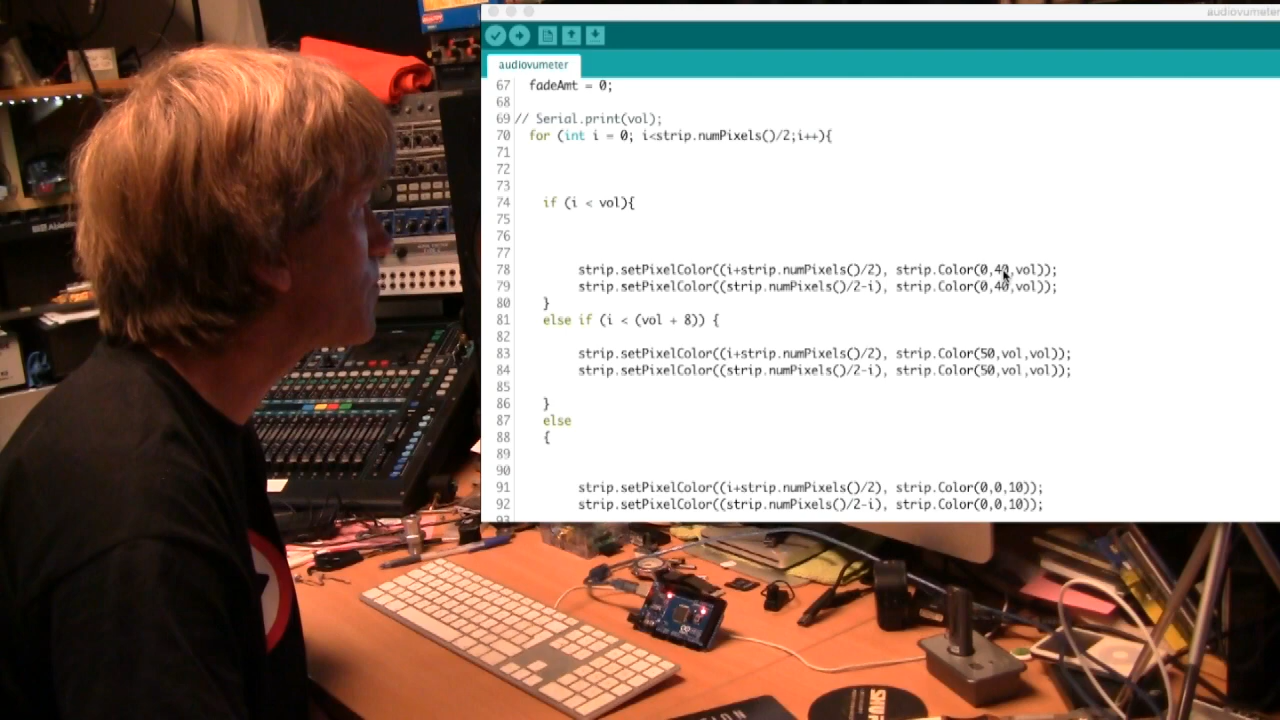 audiovumeter
audiovumeter
67 fadeAmt = 0;
68
69 // Serial.print(vol);
70 for (int i = 0; i<strip.numPixels()/2;i++){
71
72
73
74 if (i < vol){
75
76
77
78 strip.setPixelColor((i+strip.numPixels()/2), strip.Color(0,40,vol));
79 strip.setPixelColor((strip.numPixels()/2-i), strip.Color(0,40,vol));
80 }
81 else if (i < (vol + 8)) {
82
83 strip.setPixelColor((i+strip.numPixels()/2), strip.Color(50,vol,vol));
84 strip.setPixelColor((strip.numPixels()/2-i), strip.Color(50,vol,vol));
85
86 }
87 else
88 {
89
90
91 strip.setPixelColor((i+strip.numPixels()/2), strip.Color(0,0,10));
92 strip.setPixelColor((strip.numPixels()/2-i), strip.Color(0,0,10));
93